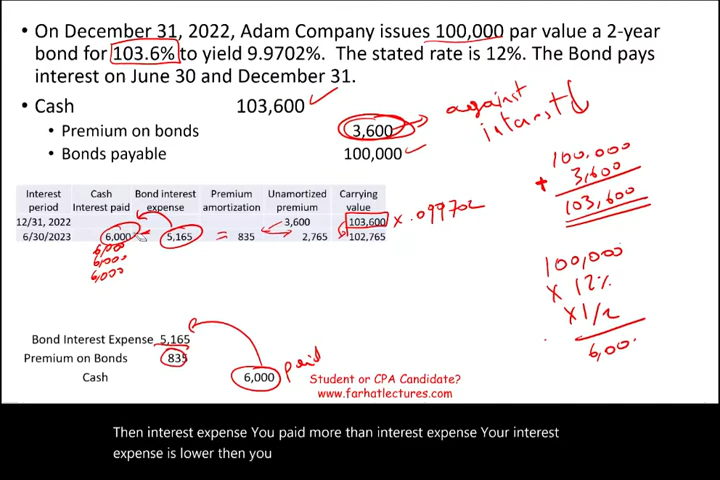 • On December 31, 2022, Adam Company issues 100,000 par value a 2-year
bond for 103.6% to yield 9.9702%. The stated rate is 12%. The Bond pays
interest on June 30 and December 31.
• Cash 103,600
• Premium on bonds 3,600
• Bonds payable 100,000
against
interest
100,000
+ 3,600
103,600
Interest period Cash Interest paid Bond interest expense Premium amortization Unamortized premium Carrying value
12/31, 2022 3,600 103,600 x .099702
6/30/2023 6,000 - 5,165 = 835 2,765 102,765
6,000
6,000
6,000
100,000
x 12%
x 1/2
6,00
Bond Interest Expense 5,165
Premium on Bonds 835
Cash 6,000 paid
Student or CPA Candidate?
www.farhatlectures.com
Then interest expense You paid more than interest expense Your interest
expense is lower then you